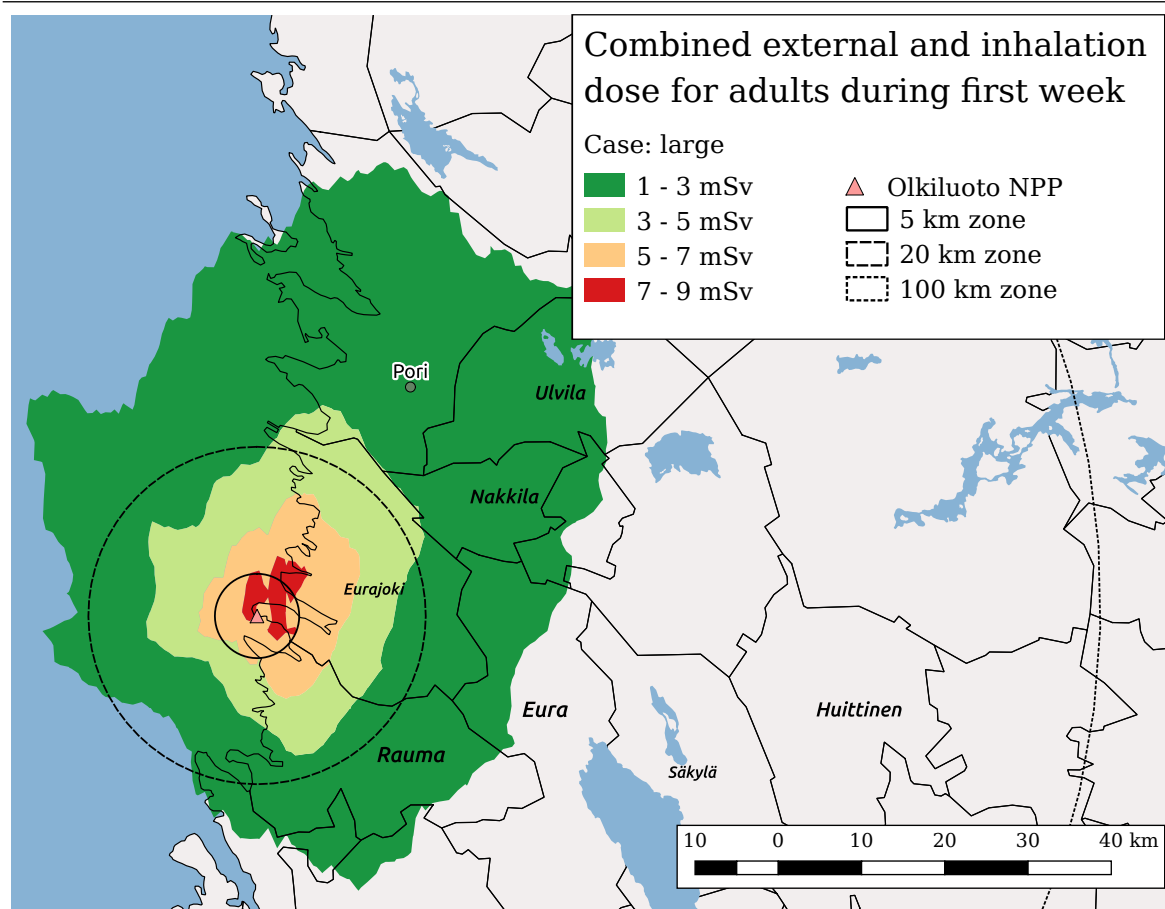 Combined external and inhalation
dose for adults during first week
Case: large
1 - 3 mSv
3 - 5 mSv
5 - 7 mSv
7 - 9 mSv
Olkiluoto NPP
5 km zone
20 km zone
100 km zone
Pori
Ulvila
Nakkila
Eurajoki
Eura
Huittinen
Rauma
Säkylä
10 0 10 20 30 40 km